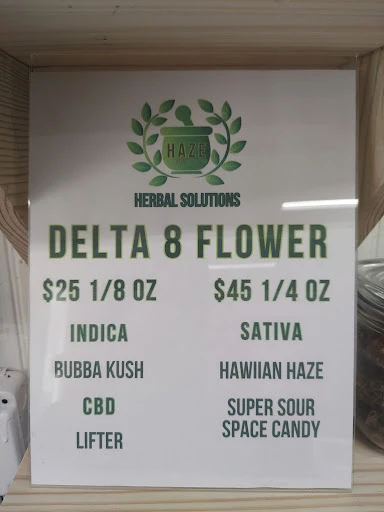 HAZE
HERBAL SOLUTIONS
DELTA 8 FLOWER
$25 1/8 OZ
INDICA
BUBBA KUSH
CBD
LIFTER
$45 1/4 OZ
SATIVA
HAWIIAN HAZE
SUPER SOUR
SPACE CANDY